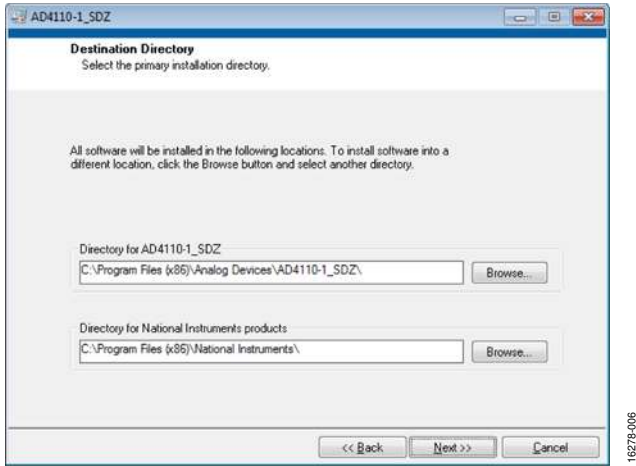 AD4110-1_SDZ
Destination Directory
Select the primary installation directory.
All software will be installed in the following locations. To install software into a
different location, click the Browse button and select another directory.
Directory for AD4110-1_SDZ
C:\Program Files (x86)\Analog Devices\AD4110-1_SDZ\
Browse...
Directory for National Instruments products
C:\Program Files (x86)\National Instruments\
Browse...
<< Back
Next >>
Cancel
16278-006